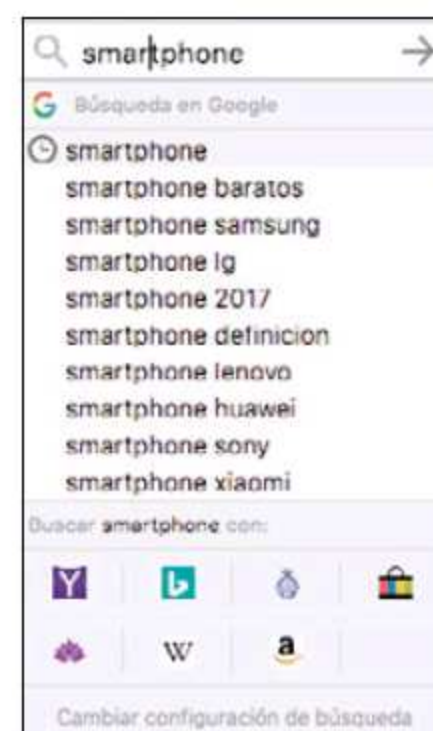 smartphone
Búsqueda en Google
smartphone
smartphone baratos
smartphone samsung
smartphone lg
smartphone 2017
smartphone definicion
smartphone lenovo
smartphone huawei
smartphone sony
smartphone xiaomi
Buscar smartphone con:
Y b
W a
Cambiar configuración de búsqueda